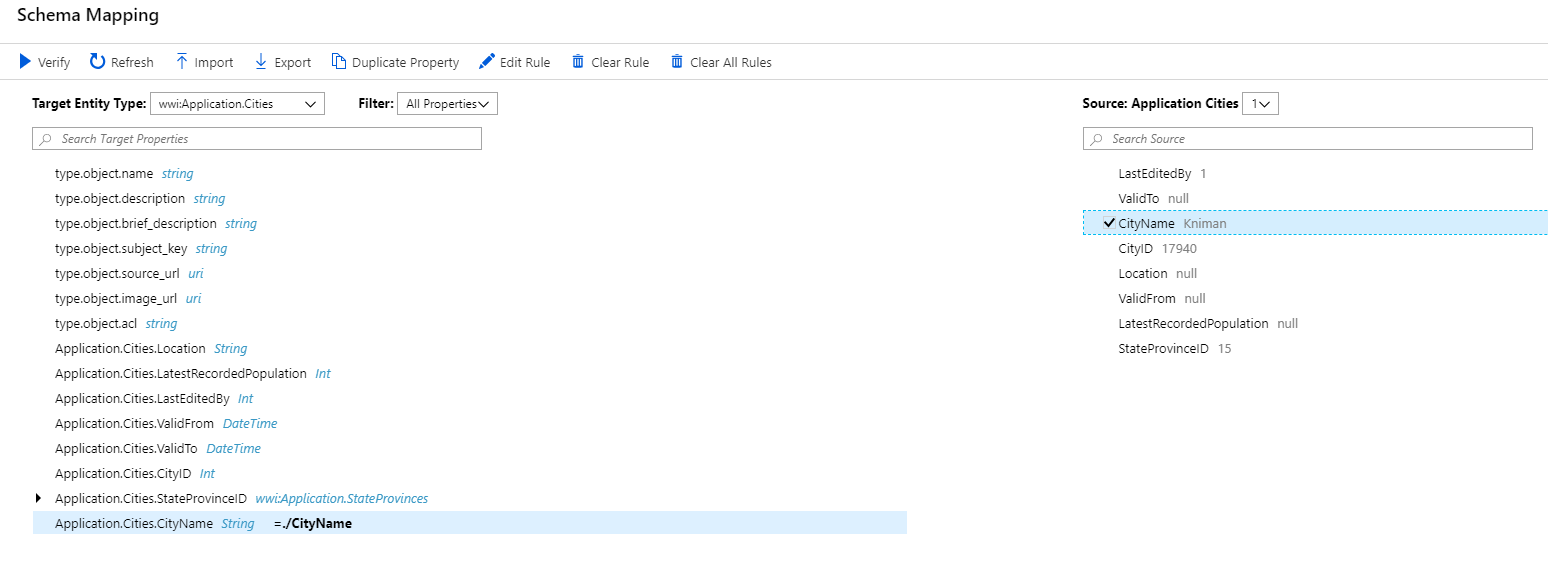 Schema Mapping
Verify Refresh Import Export Duplicate Property Edit Rule Clear Rule Clear All Rules
Target Entity Type: wwi:Application.Cities Filter: All Properties
Search Target Properties
type.object.name string
type.object.description string
type.object.brief_description string
type.object.subject_key string
type.object.source_url uri
type.object.image_url uri
type.object.acl string
Application.Cities.Location String
Application.Cities.LatestRecordedPopulation Int
Application.Cities.LastEditedBy Int
Application.Cities.ValidFrom DateTime
Application.Cities.ValidTo DateTime
Application.Cities.CityID Int
Application.Cities.StateProvinceID wwi:Application.StateProvinces
Application.Cities.CityName String =./CityName
Source: Application Cities 1
Search Source
LastEditedBy 1
ValidTo null
CityName Kniman
CityID 17940
Location null
ValidFrom null
LatestRecordedPopulation null
StateProvinceID 15